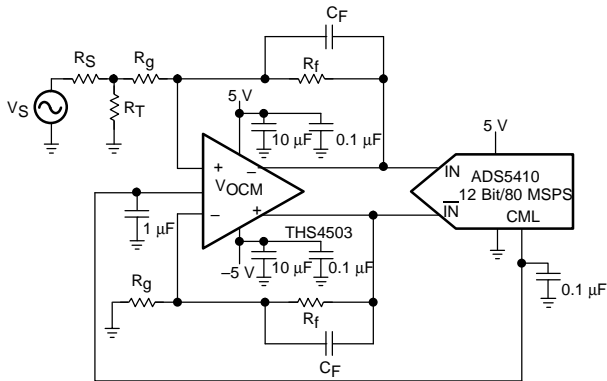 C_F
R_S
R_g
R_f
V_S
R_T
5 V
10 µF
0.1 µF
5 V
+
−
V_OCM
IN
ADS5410
12 Bit/80 MSPS
I̅N̅
CML
−
+
1 µF
THS4503
−5 V
10 µF
0.1 µF
0.1 µF
R_g
R_f
C_F